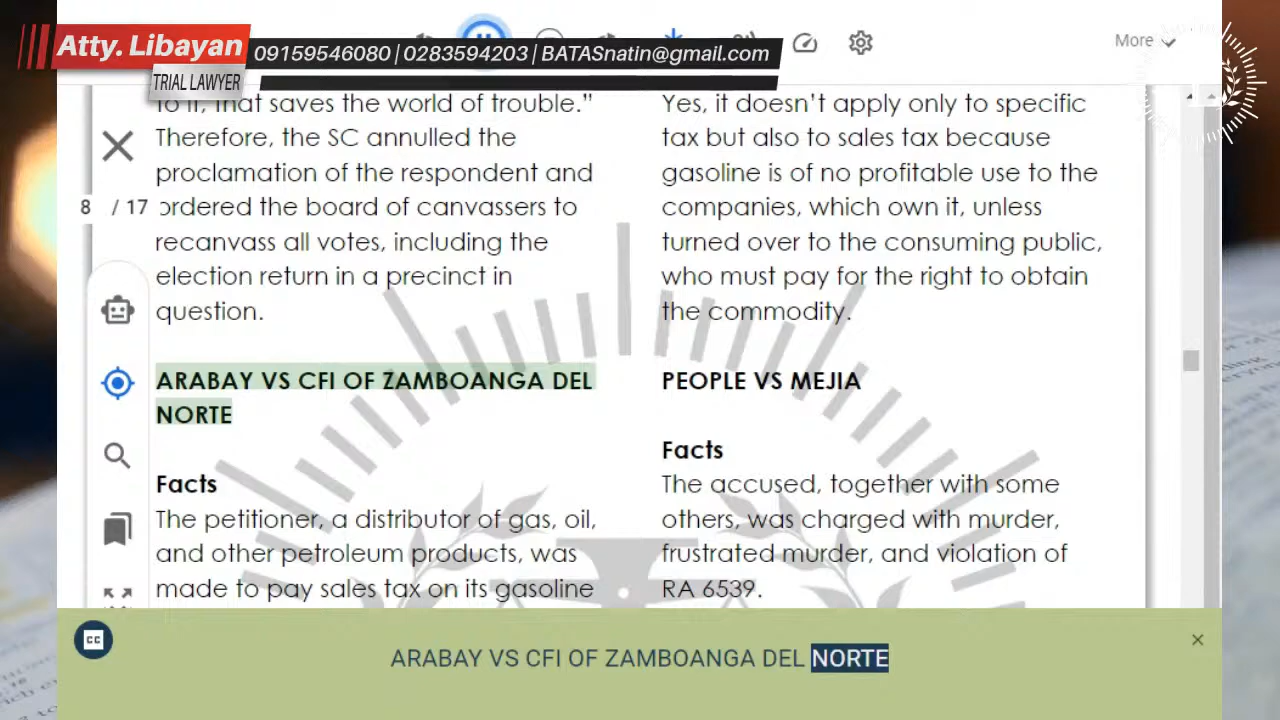 Atty. Libayan
TRIAL LAWYER
09159546080 | 0283594203 | BATASnatin@gmail.com
More
8 / 17
to it, that saves the world of trouble.”
Therefore, the SC annulled the
proclamation of the respondent and
ordered the board of canvassers to
recanvass all votes, including the
election return in a precinct in
question.
ARABAY VS CFI OF ZAMBOANGA DEL
NORTE
Facts
The petitioner, a distributor of gas, oil,
and other petroleum products, was
made to pay sales tax on its gasoline
Yes, it doesn’t apply only to specific
tax but also to sales tax because
gasoline is of no profitable use to the
companies, which own it, unless
turned over to the consuming public,
who must pay for the right to obtain
the commodity.
PEOPLE VS MEJIA
Facts
The accused, together with some
others, was charged with murder,
frustrated murder, and violation of
RA 6539.
CC
ARABAY VS CFI OF ZAMBOANGA DEL NORTE